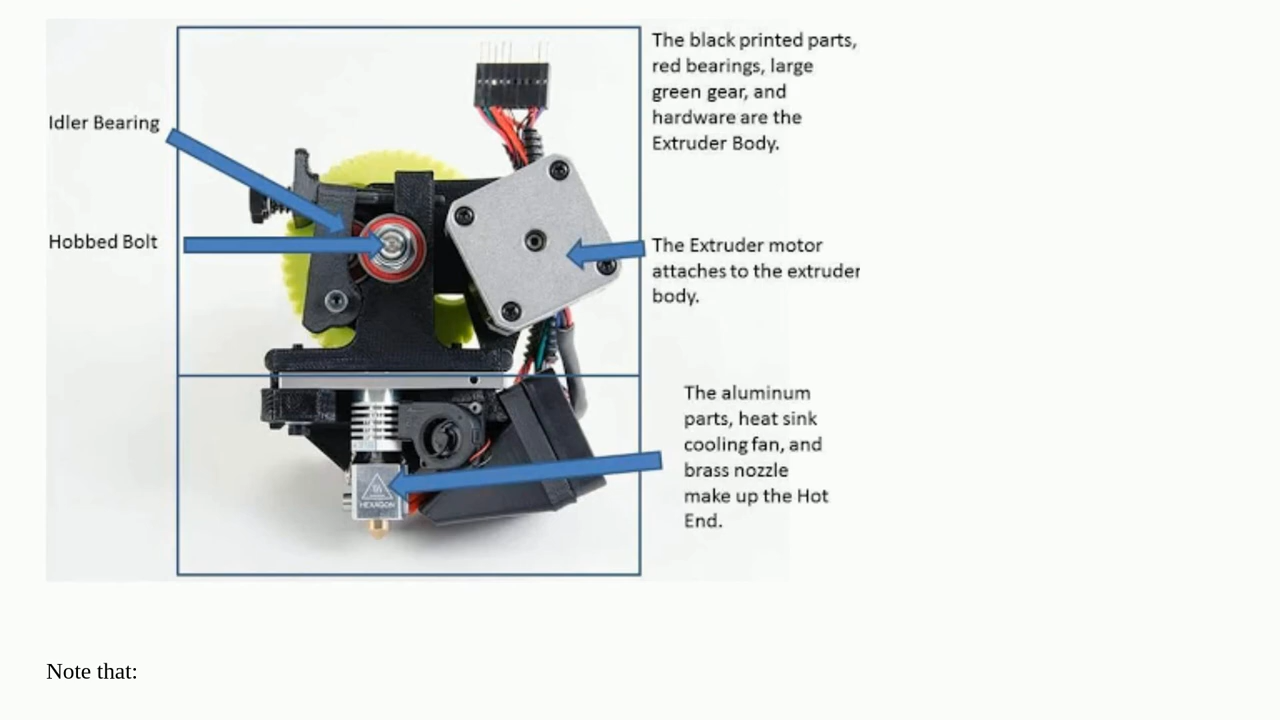 The black printed parts,
red bearings, large
green gear, and
hardware are the
Extruder Body.
Idler Bearing
Hobbed Bolt
The Extruder motor
attaches to the extruder
body.
The aluminum
parts, heat sink
cooling fan, and
brass nozzle
make up the Hot
End.
HEXAGON
Note that: